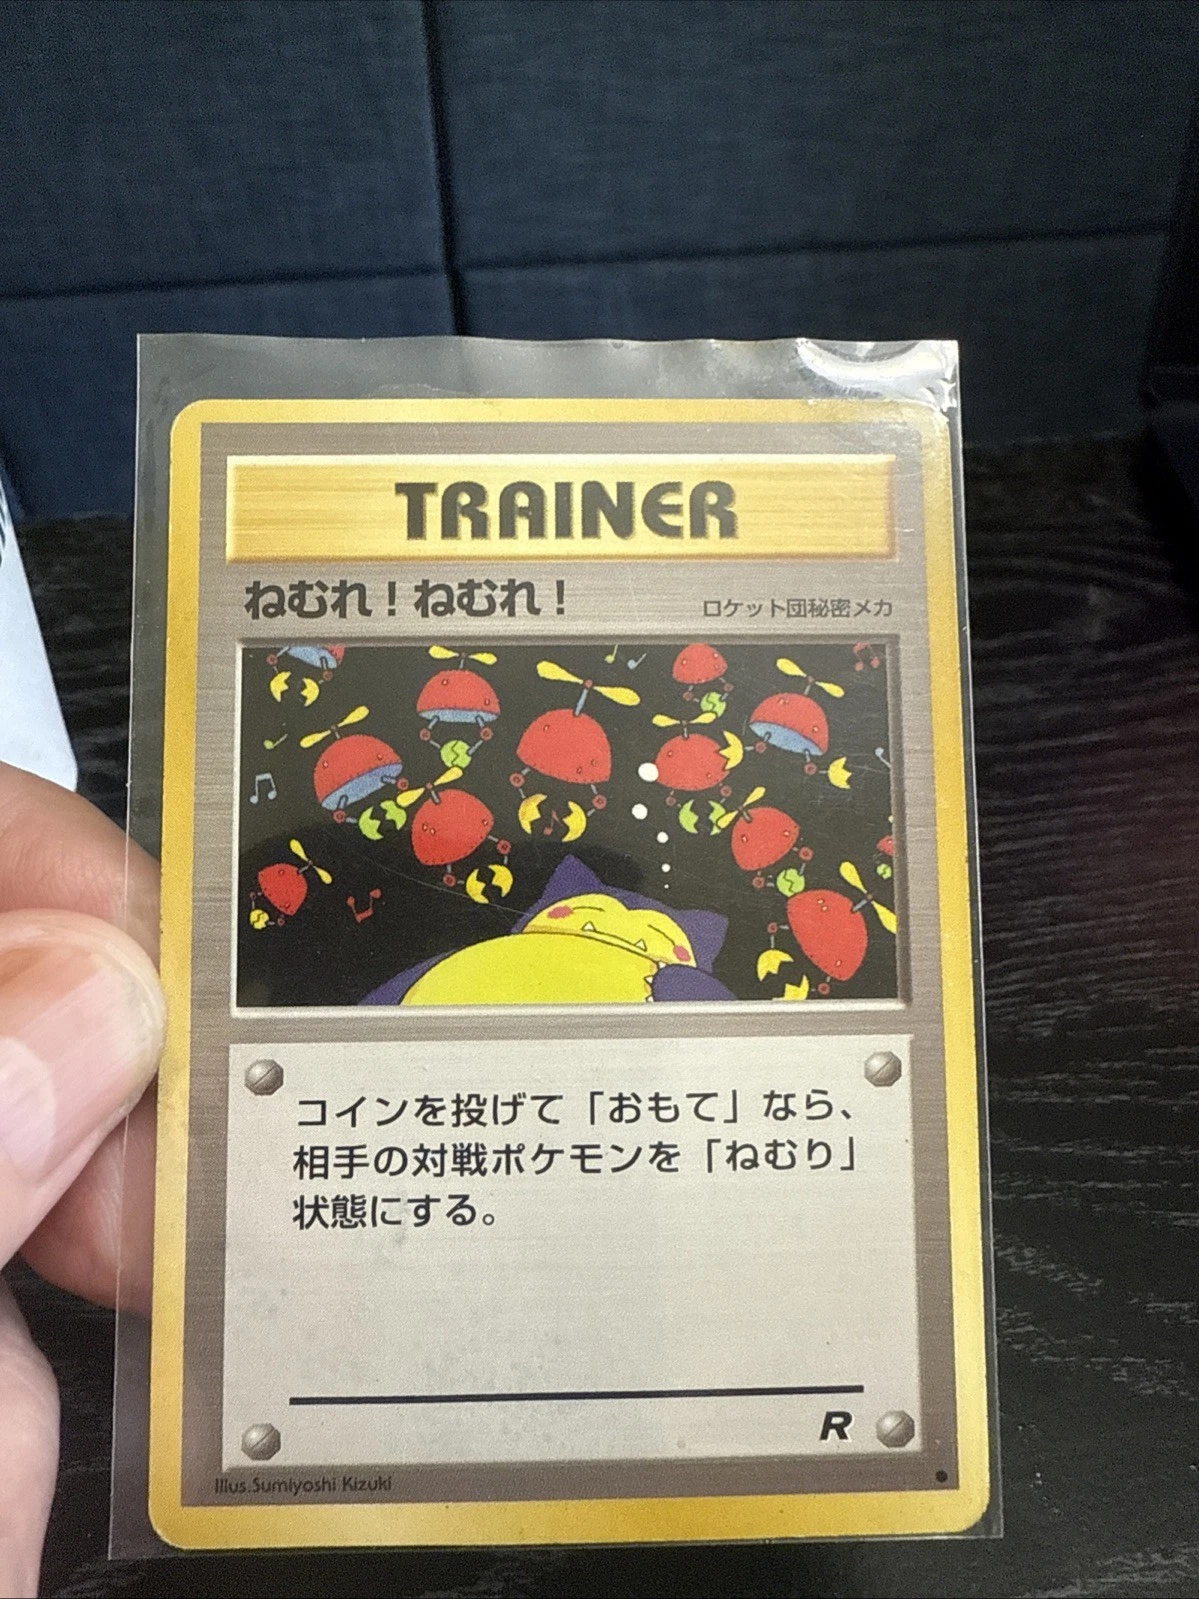 TRAINER
ねむれ！ねむれ！
ロケット団秘密メカ
コインを投げて「おもて」なら、
相手の対戦ポケモンを「ねむり」
状態にする。
R
Illus.Sumiyoshi Kizuki